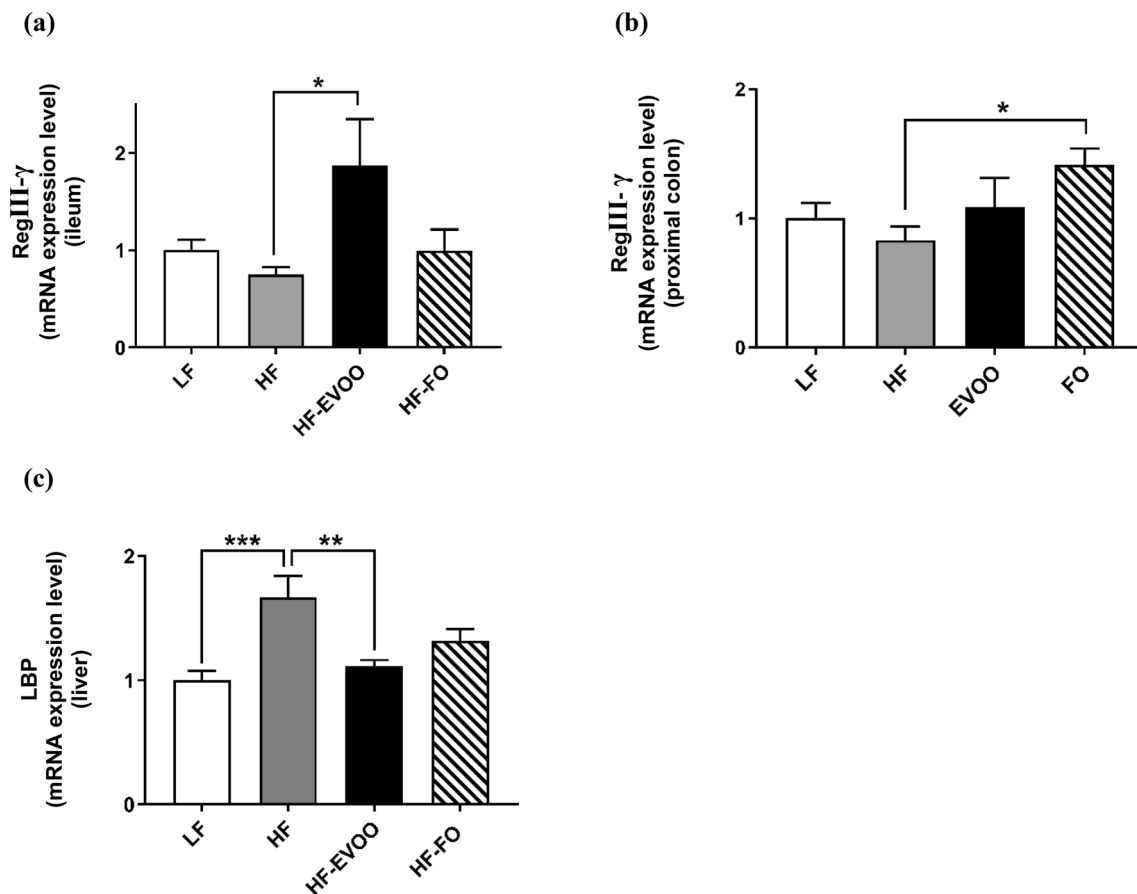 (a)
RegIII-γ
(mRNA expression level)
(ileum)
2
1
0
*
LF
HF
HF-EVOO
HF-FO
(b)
RegIII- γ
(mRNA expression level)
(proximal colon)
2
1
0
*
LF
HF
EVOO
FO
(c)
LBP
(mRNA expression level)
(liver)
2
1
0
***
**
LF
HF
HF-EVOO
HF-FO